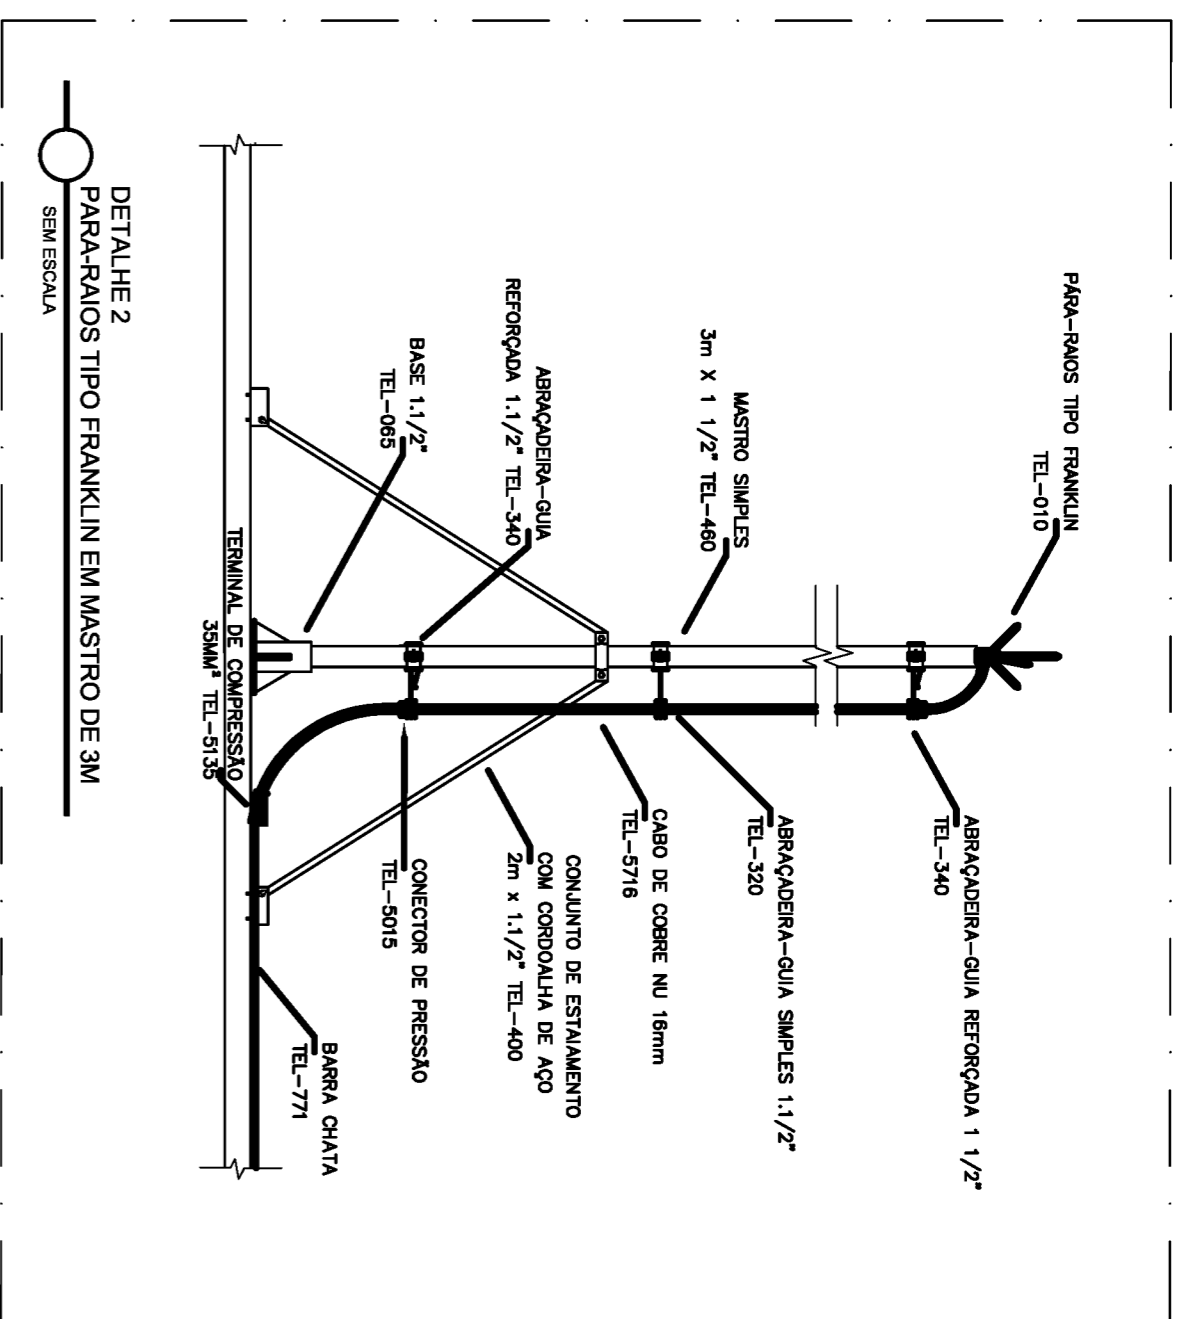 PÁRA-RAIOS TIPO FRANKLIN
TEL-010
MASTRO SIMPLES
3m X 1 1/2" TEL-460
ABRAÇADEIRA-GUIA
REFORÇADA 1.1/2" TEL-340
BASE 1.1/2"
TEL-065
TERMINAL DE COMPRESSÃO
35MM² TEL-5135
ABRAÇADEIRA-GUIA REFORÇADA 1 1/2"
TEL-340
ABRAÇADEIRA-GUIA SIMPLES 1.1/2"
TEL-320
CABO DE COBRE NU 16mm
TEL-5716
CONJUNTO DE ESTAIAMENTO
COM CORDOALHA DE AÇO
2m x 1.1/2" TEL-400
CONECTOR DE PRESSÃO
TEL-5015
BARRA CHATA
TEL-771
DETALHE 2
PARA-RAIOS TIPO FRANKLIN EM MASTRO DE 3M
SEM ESCALA